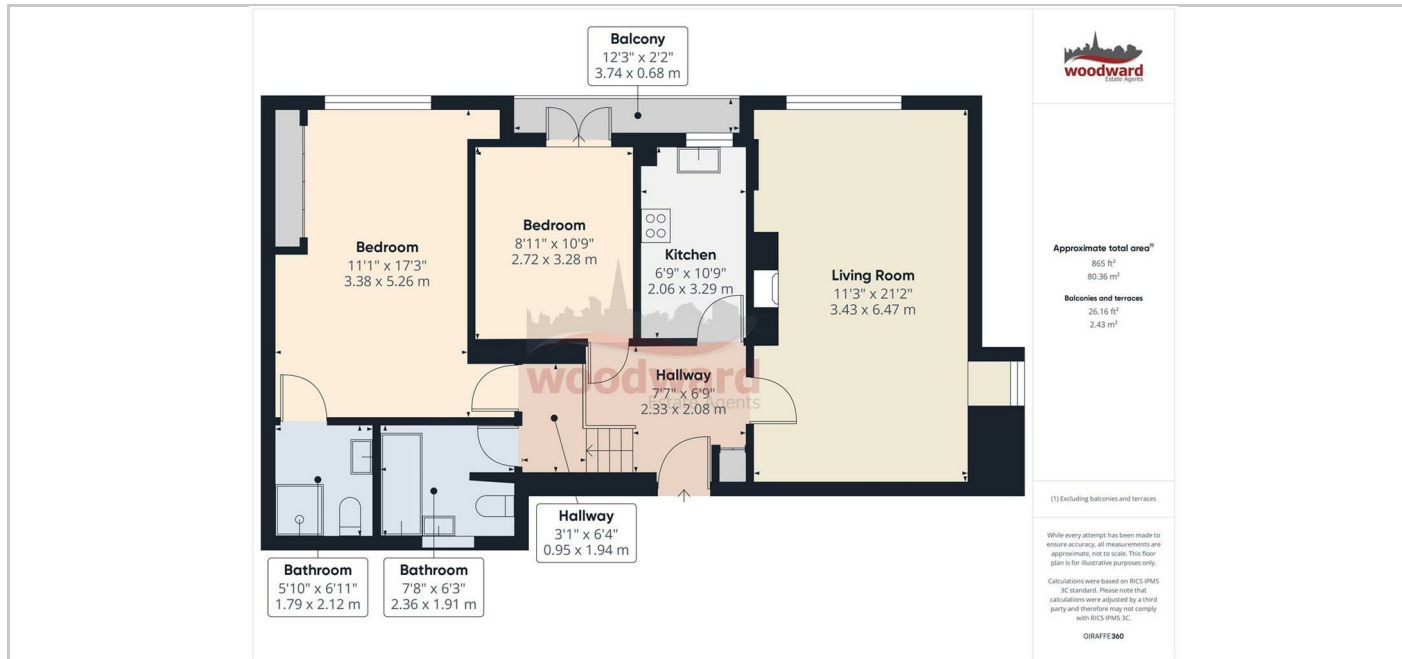 Balcony
12'3" x 2'2"
3.74 x 0.68 m
woodward
Estate Agents
Bedroom
11'1" x 17'3"
3.38 x 5.26 m
Bedroom
8'11" x 10'9"
2.72 x 3.28 m
Kitchen
6'9" x 10'9"
2.06 x 3.29 m
Living Room
11'3" x 21'2"
3.43 x 6.47 m
Approximate total area(1)
865 ft²
80.36 m²
Balconies and terraces
26.16 ft²
2.43 m²
woodward
Estate Agents
Hallway
7'7" x 6'9"
2.33 x 2.08 m
Hallway
3'1" x 6'4"
0.95 x 1.94 m
Bathroom
5'10" x 6'11"
1.79 x 2.12 m
Bathroom
7'8" x 6'3"
2.36 x 1.91 m
(1) Excluding balconies and terraces
While every attempt has been made to
ensure accuracy, all measurements are
approximate, not to scale. This floor
plan is for illustrative purposes only.
Calculations were based on RICS IPMS
3C standard. Please note that
calculations were adjusted by a third
party and therefore may not comply
with RICS IPMS 3C.
GIRAFFE360